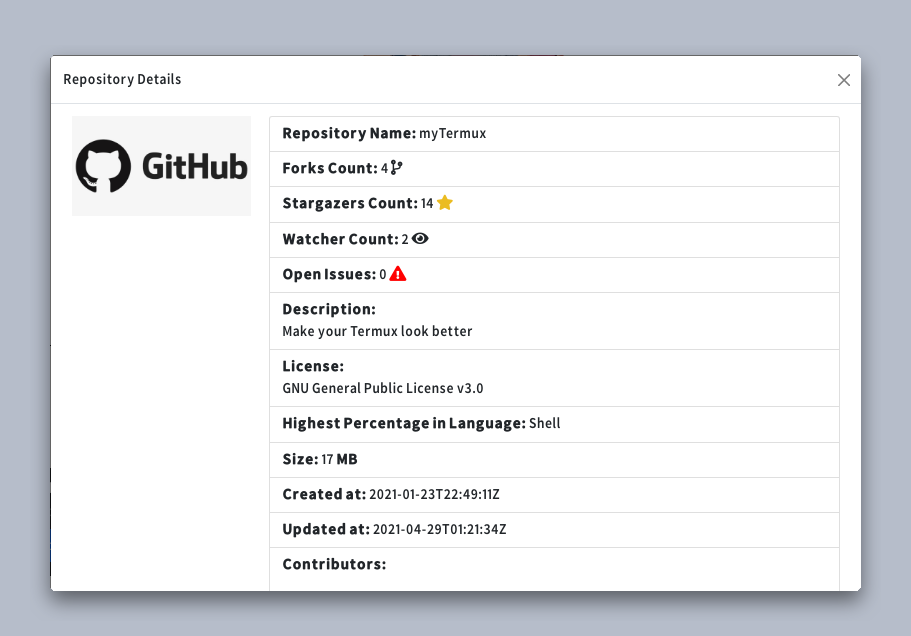 Repository Details
GitHub
Repository Name: myTermux
Forks Count: 4
Stargazers Count: 14
Watcher Count: 2
Open Issues: 0
Description:
Make your Termux look better
License:
GNU General Public License v3.0
Highest Percentage in Language: Shell
Size: 17 MB
Created at: 2021-01-23T22:49:11Z
Updated at: 2021-04-29T01:21:34Z
Contributors: